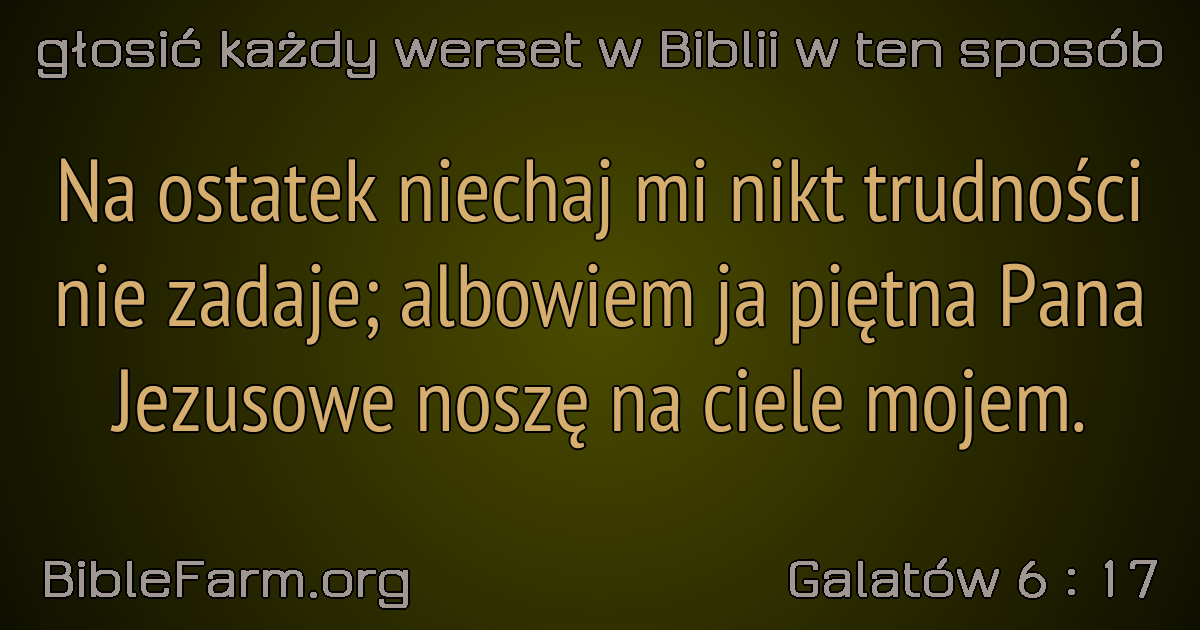 głosić każdy werset w Biblii w ten sposób
Na ostatek niechaj mi nikt trudności
nie zadaje; albowiem ja piętna Pana
Jezusowe noszę na ciele mojem.
BibleFarm.org
Galatów 6 : 17